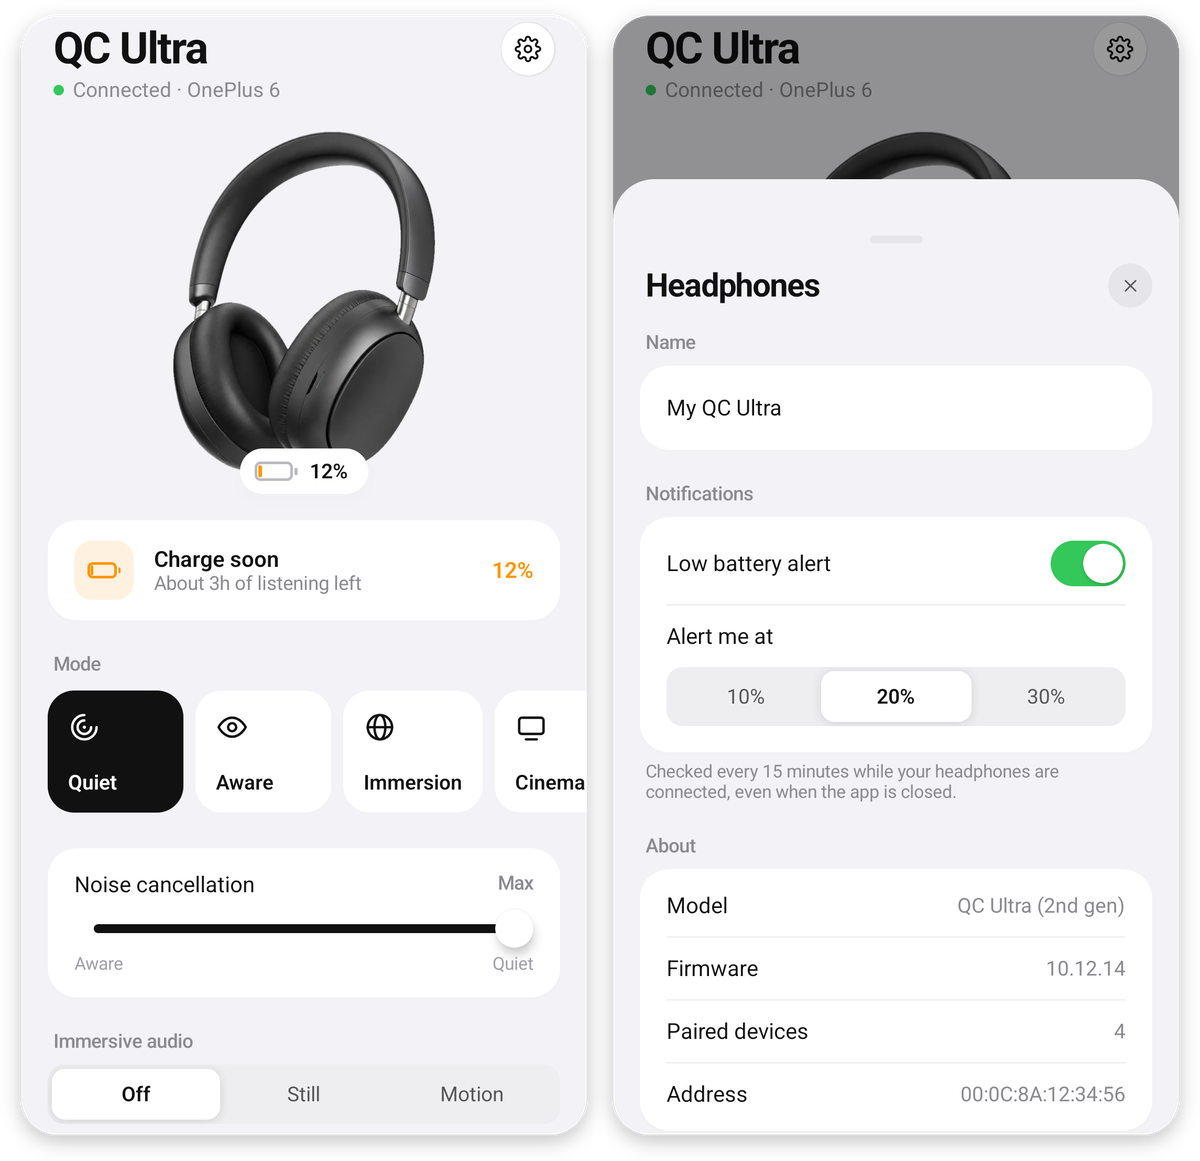 QC Ultra
Connected · OnePlus 6
12%
Charge soon
About 3h of listening left
12%
Mode
Quiet
Aware
Immersion
Cinema
Noise cancellation
Max
Aware
Quiet
Immersive audio
Off
Still
Motion
QC Ultra
Connected · OnePlus 6
Headphones
Name
My QC Ultra
Notifications
Low battery alert
Alert me at
10%
20%
30%
Checked every 15 minutes while your headphones are
connected, even when the app is closed.
About
Model
QC Ultra (2nd gen)
Firmware
10.12.14
Paired devices
4
Address
00:0C:8A:12:34:56